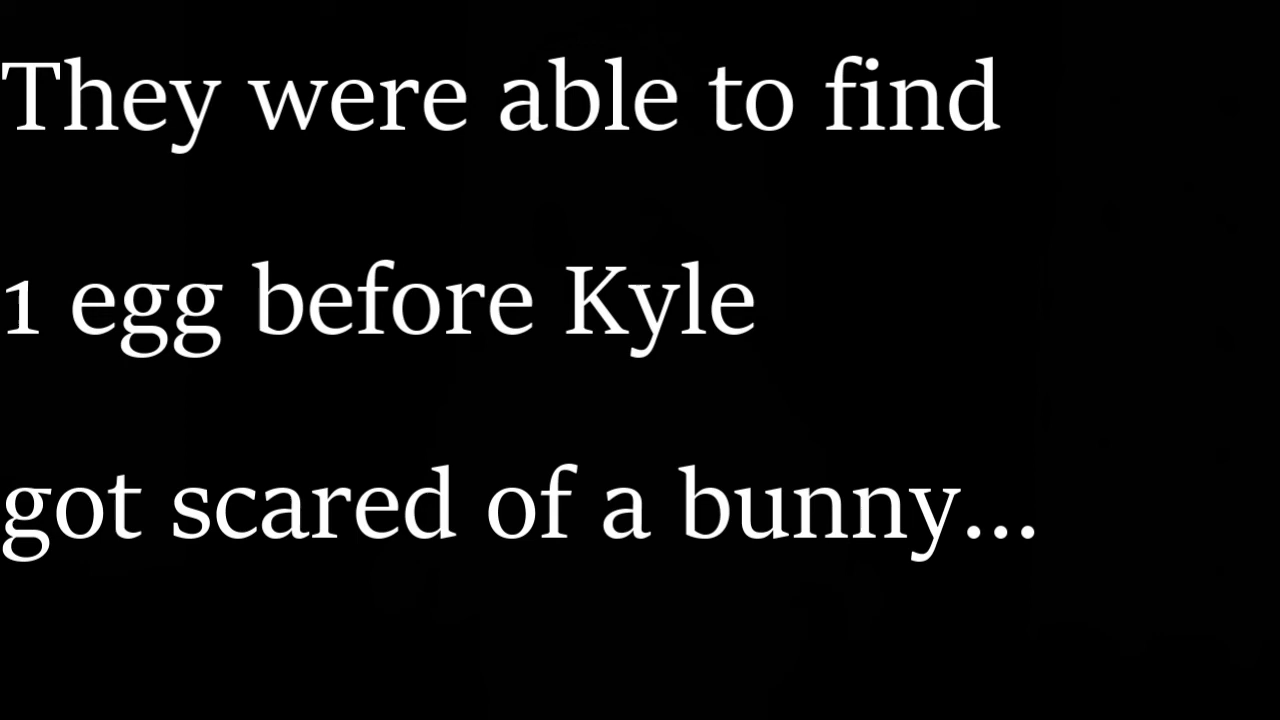 They were able to find
1 egg before Kyle
got scared of a bunny...